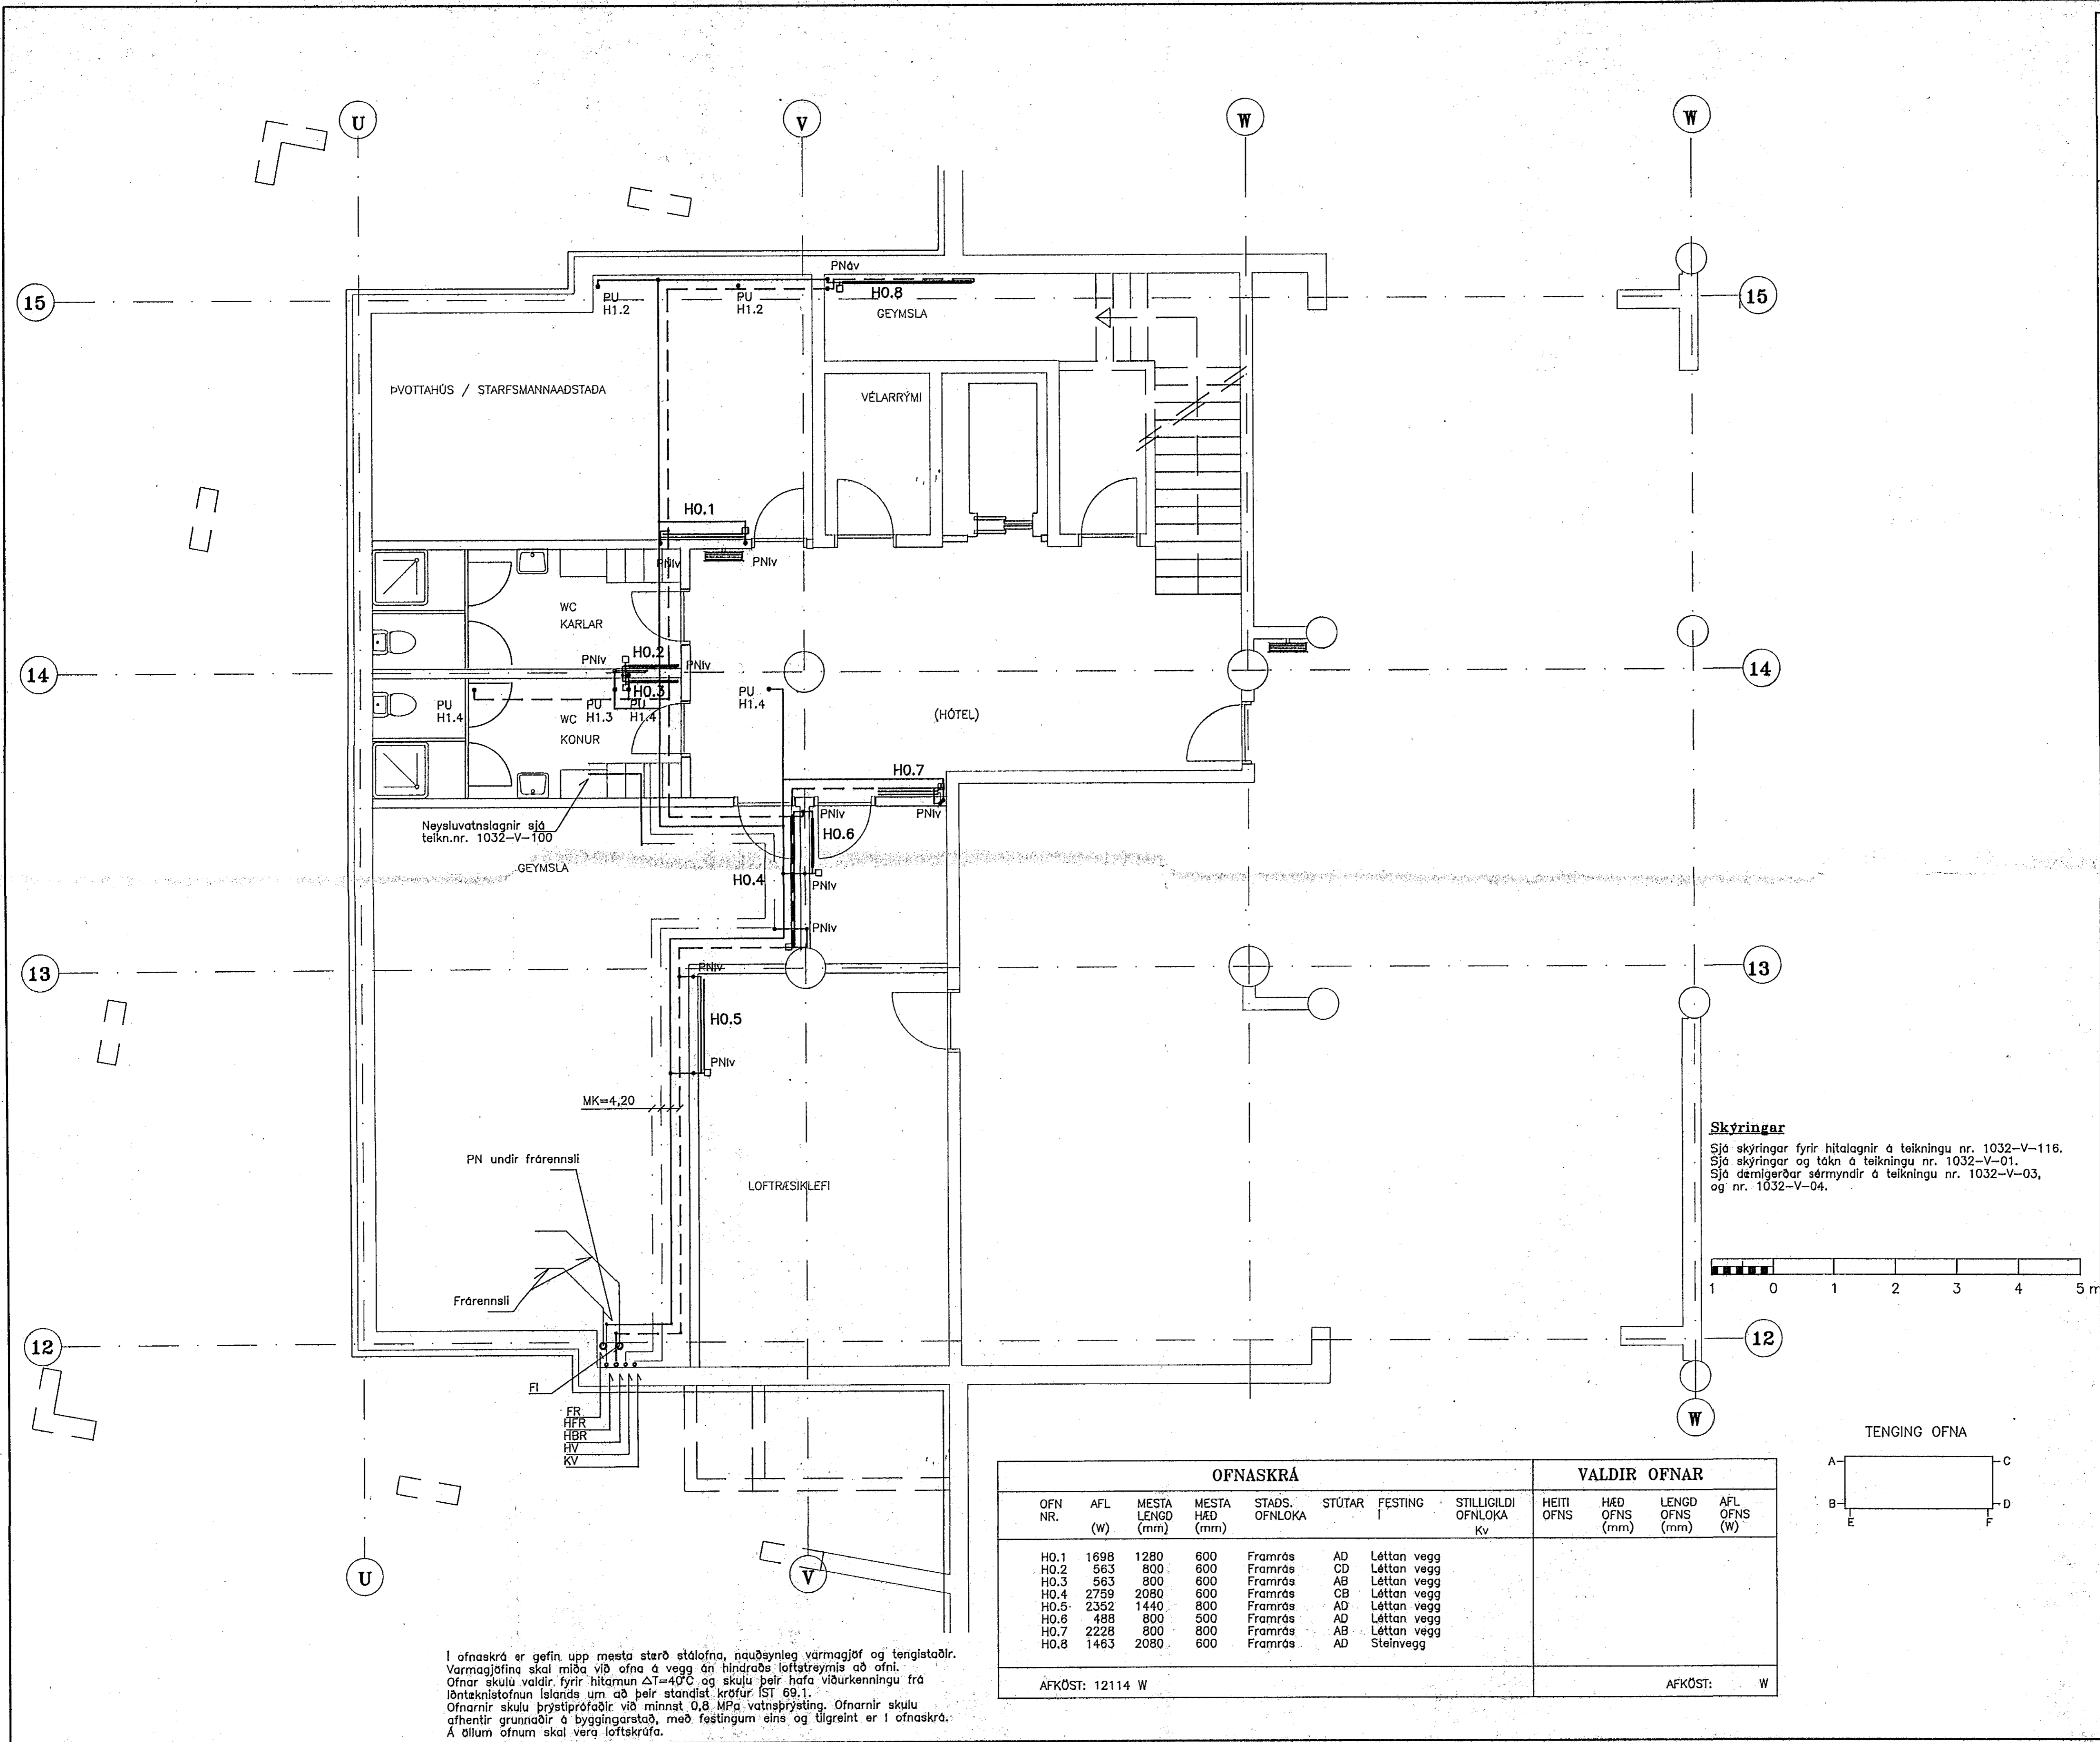 U
V
W
W
15
PNáv
H0.8
GEYMSLA
PU
H1.2
PU
H1.2
15
ÞVOTTAHÚS / STARFSMANNAAÐSTAÐA
VÉLARRÝMI
H0.1
PNIv
PNIv
WC
KARLAR
PNIv
H0.2
PNIv
14
14
H0.3
PU
H1.4
PU
H1.3
PU
H1.4
PU
H1.4
WC
KONUR
(HÓTEL)
H0.7
Neysluvatnslagnir sjá
teikn.nr. 1032-V-100
PNIv
PNIv
H0.6
GEYMSLA
H0.4
PNIv
PNIv
13
PNIv
13
H0.5
PNIv
MK=4,20
PN undir frárennsli
LOFTRÆSIKLEFI
Frárennsli
Skýringar
Sjá skýringar fyrir hitalagnir á teikningu nr. 1032-V-116.
Sjá skýringar og tákn á teikningu nr. 1032-V-01.
Sjá dæmigerðar sérmyndir á teikningu nr. 1032-V-03,
og nr. 1032-V-04.
1 0 1 2 3 4 5 m
12
12
FI
FR
HFR
HBR
HV
KV
W
U
V
TENGING OFNA
A
C
B
D
E
F
OFNASKRÁ
VALDIR OFNAR
OFN NR. AFL (W) MESTA LENGD (mm) MESTA HÆÐ (mm) STAÐS. OFNLOKA STÚTAR FESTING Í STILLIGILDI OFNLOKA Kv HEITI OFNS HÆÐ OFNS (mm) LENGD OFNS (mm) AFL OFNS (W)
H0.1 1698 1280 600 Framrás AD Léttan vegg
H0.2 563 800 600 Framrás CD Léttan vegg
H0.3 563 800 600 Framrás AB Léttan vegg
H0.4 2759 2080 600 Framrás CB Léttan vegg
H0.5 2352 1440 800 Framrás AD Léttan vegg
H0.6 488 800 500 Framrás AD Léttan vegg
H0.7 2228 800 800 Framrás AB Léttan vegg
H0.8 1463 2080 600 Framrás AD Steinvegg
AFKÖST: 12114 W
AFKÖST: W
Í ofnaskrá er gefin upp mesta stærð stálofna, nauðsynleg varmagjöf og tengistaðir.
Varmagjöfina skal miða við ofna á vegg án hindraðs loftstreymis að ofni.
Ofnar skulu valdir fyrir hitamun ΔT=40°C og skulu þeir hafa viðurkenningu frá
Iðntæknistofnun Íslands um að þeir standist kröfur ÍST 69.1.
Ofnarnir skulu þrýstiprófaðir við minnst 0,8 MPa vatnsþrýsting. Ofnarnir skulu
afhentir grunnaðir á byggingarstað, með festingum eins og tilgreint er í ofnaskrá.
Á öllum ofnum skal vera loftskrúfa.